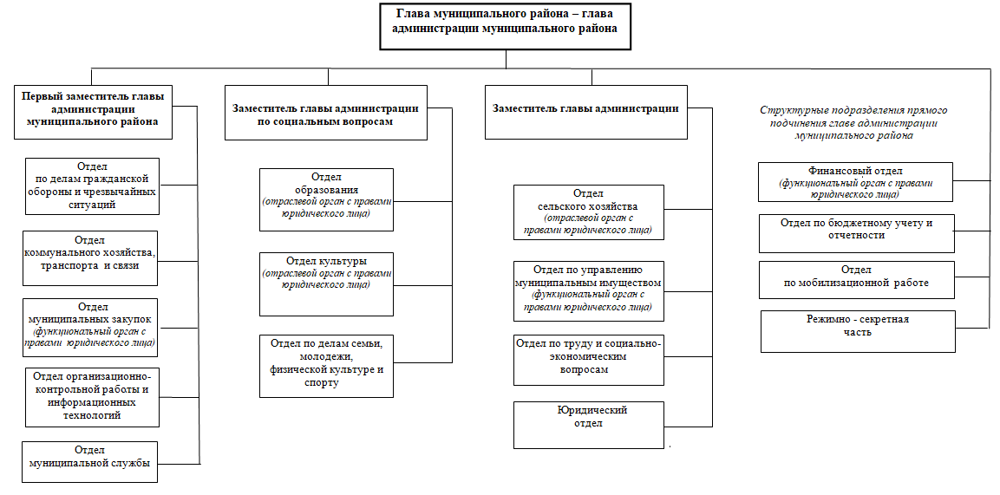 Глава муниципального района – глава
администрации муниципального района
Первый заместитель главы
администрации
муниципального района
Отдел
по делам гражданской
обороны и чрезвычайных
ситуаций
Отдел
коммунального хозяйства,
транспорта и связи
Отдел
муниципальных закупок
(функциональный орган с
правами юридического лица)
Отдел организационно-
контрольной работы и
информационных
технологий
Отдел
муниципальной службы
Заместитель главы администрации
по социальным вопросам
Отдел
образования
(отраслевой орган с правами
юридического лица)
Отдел культуры
(отраслевой орган с правами
юридического лица)
Отдел по делам семьи,
молодежи,
физической культуре и
спорту
Заместитель главы администрации
Отдел
сельского хозяйства
(отраслевой орган с
правами юридического лица)
Отдел по управлению
муниципальным имуществом
(функциональный орган с
правами юридического лица)
Отдел по труду и социально-
экономическим
вопросам
Юридический
отдел
.
Структурные подразделения прямого
подчинения главе администрации
муниципального района
Финансовый отдел
(функциональный орган с правами
юридического лица)
Отдел по бюджетному учету и
отчетности
Отдел
по мобилизационной работе
Режимно - секретная
часть